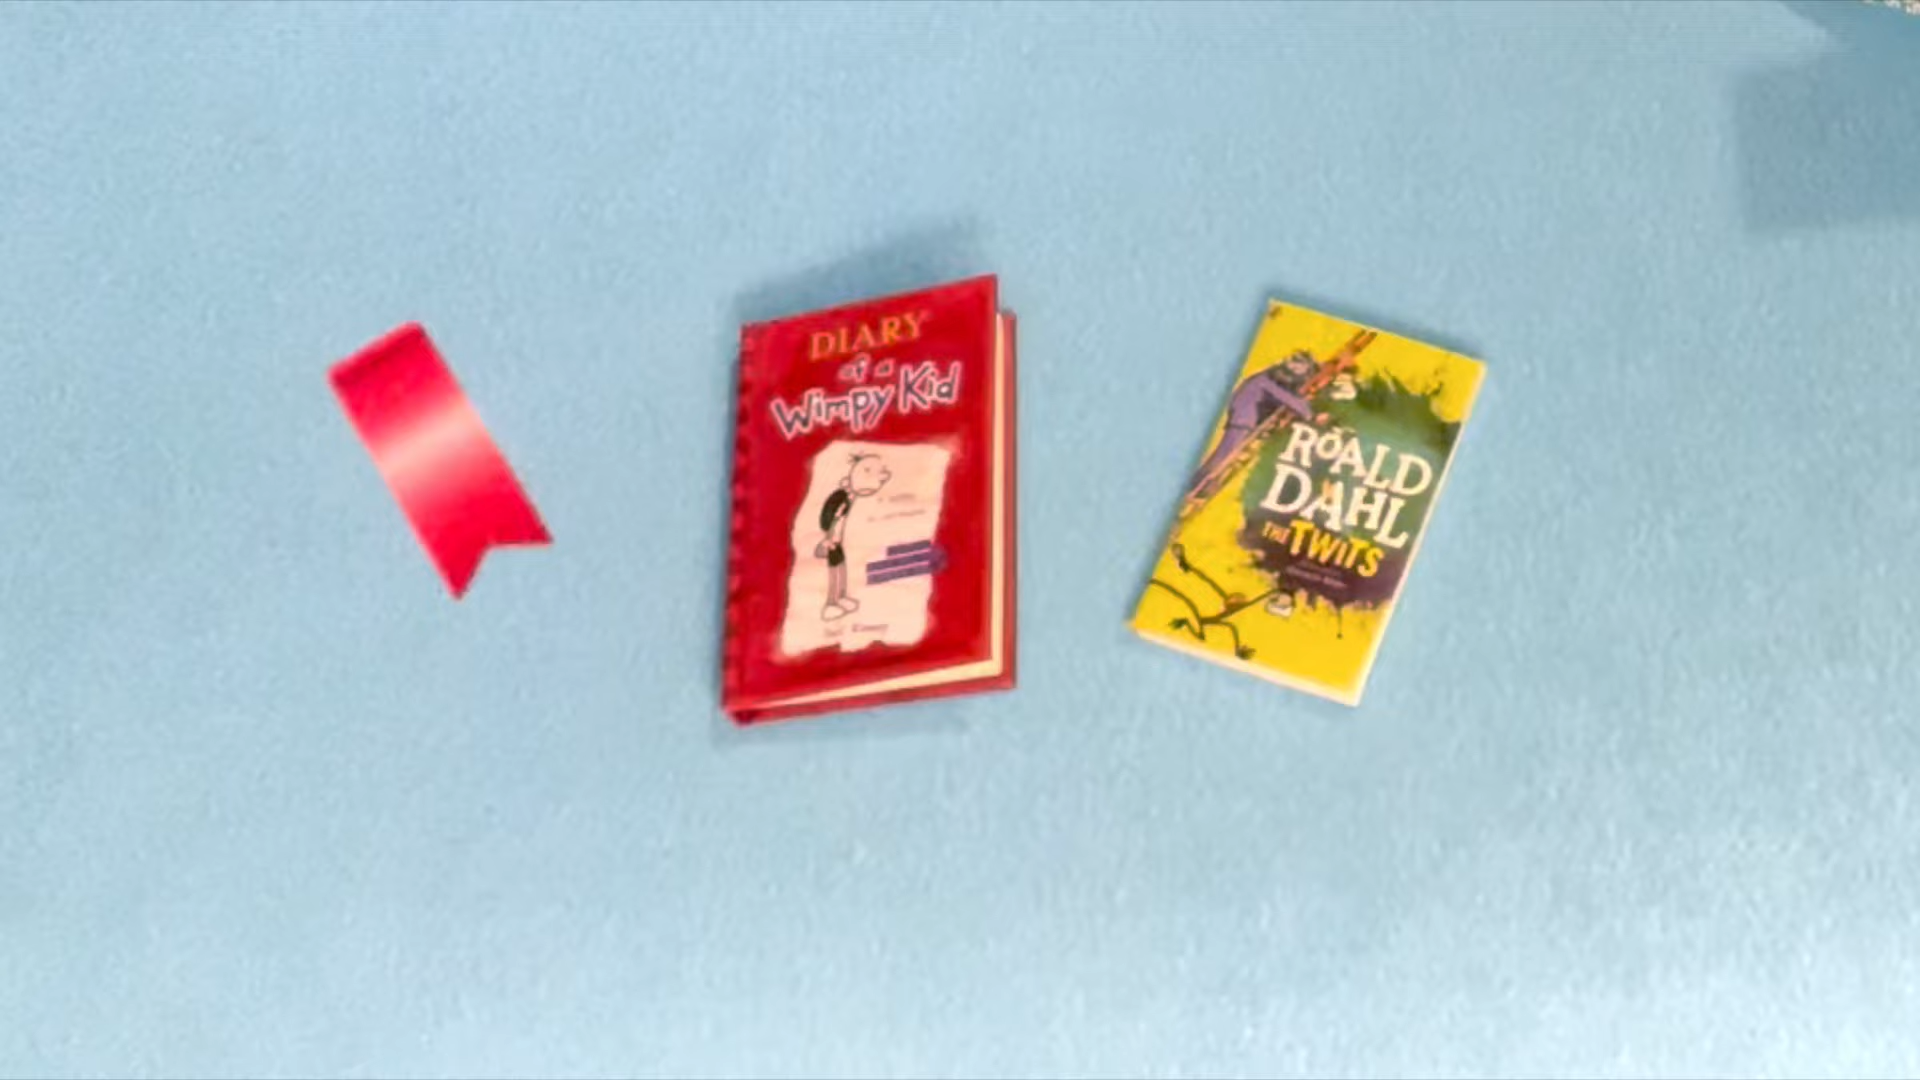 DIARY
of a
Wimpy Kid
ROALD
DAHL
THE TWITS